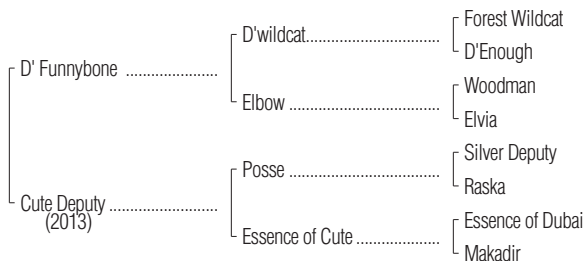 Forest Wildcat
D'wildcat........................................
D'Enough
D' Funnybone ...........................
Woodman
Elbow .............................................
Elvia
Silver Deputy
Posse .............................................
Raska
Cute Deputy ................................
(2013)
Essence of Dubai
Essence of Cute .........................
Makadir